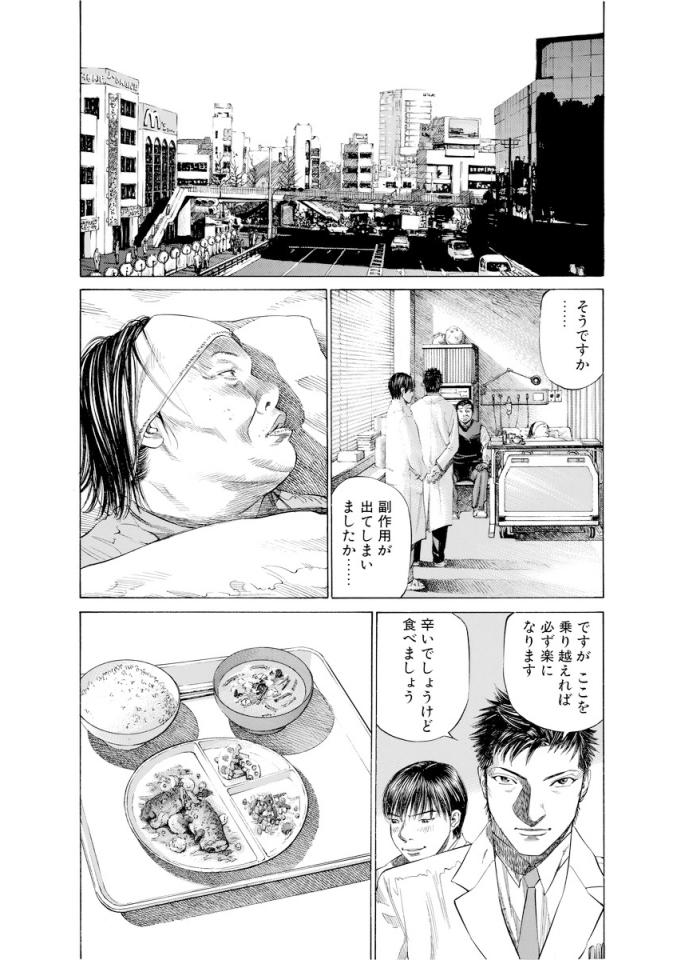 そうですか
……
副作用が
出てしまい
ましたか……
ですが ここを
乗り越えれば
必ず楽に
なります
辛いでしょうけど
食べましょう